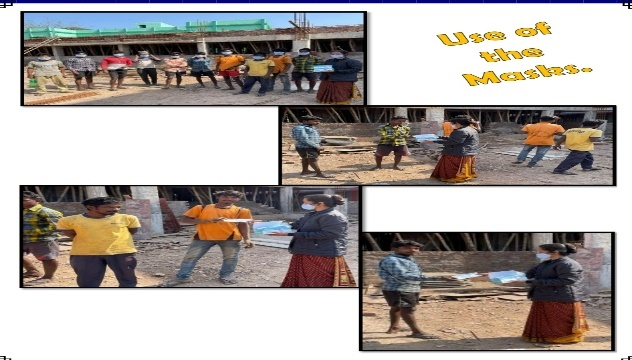 Use of
the
Masks.